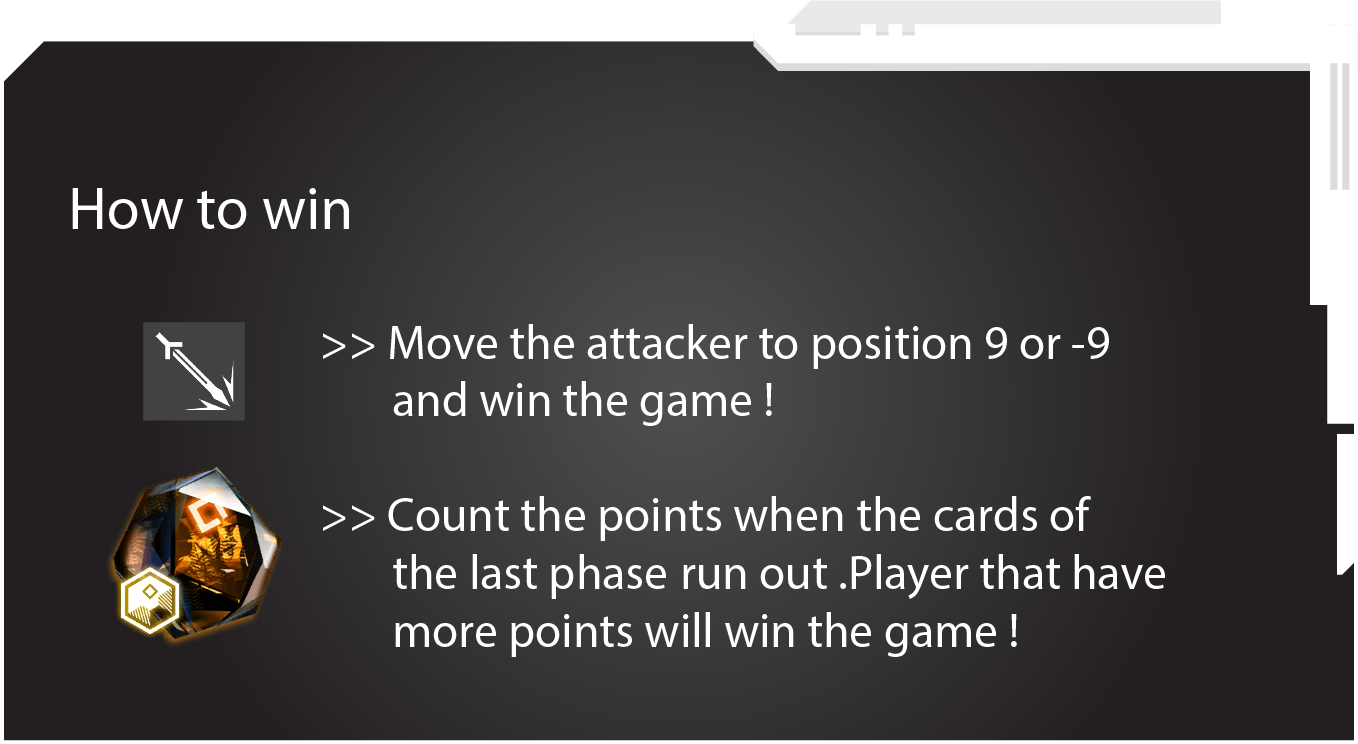 How to win
>> Move the attacker to position 9 or -9
and win the game !
>> Count the points when the cards of
the last phase run out .Player that have
more points will win the game !